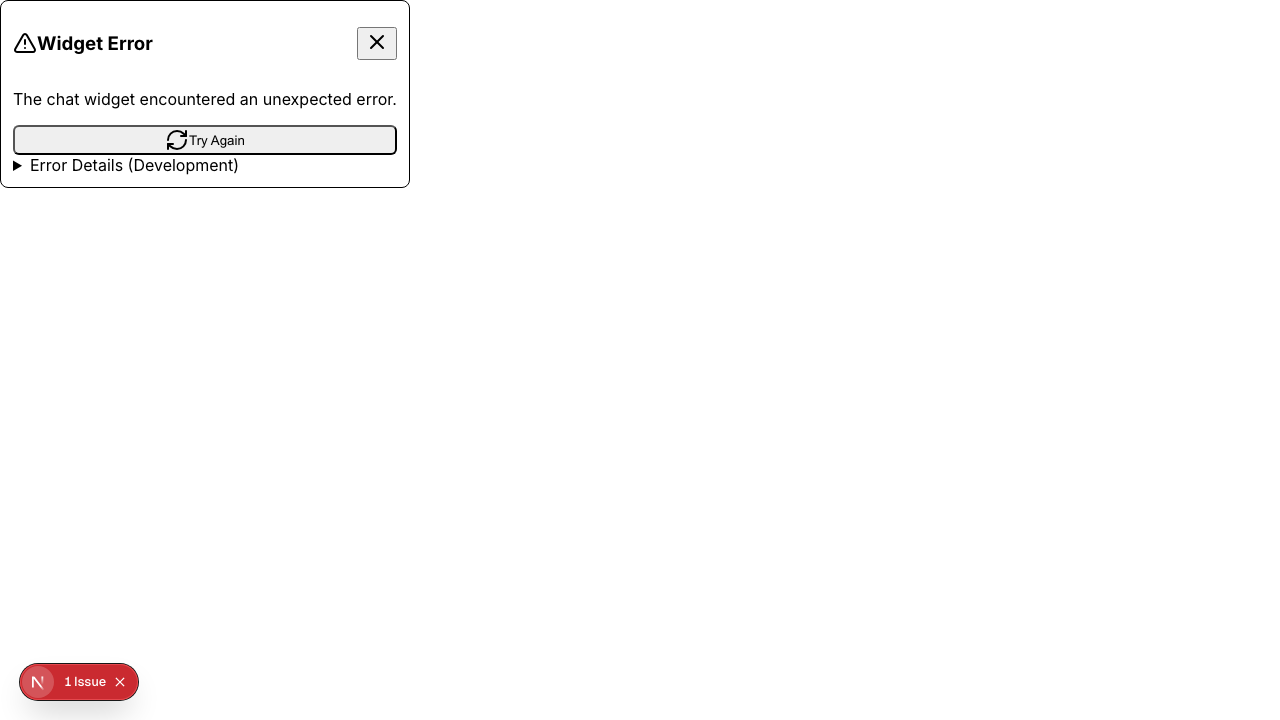 Widget Error
The chat widget encountered an unexpected error.
Try Again
Error Details (Development)
N 1 Issue